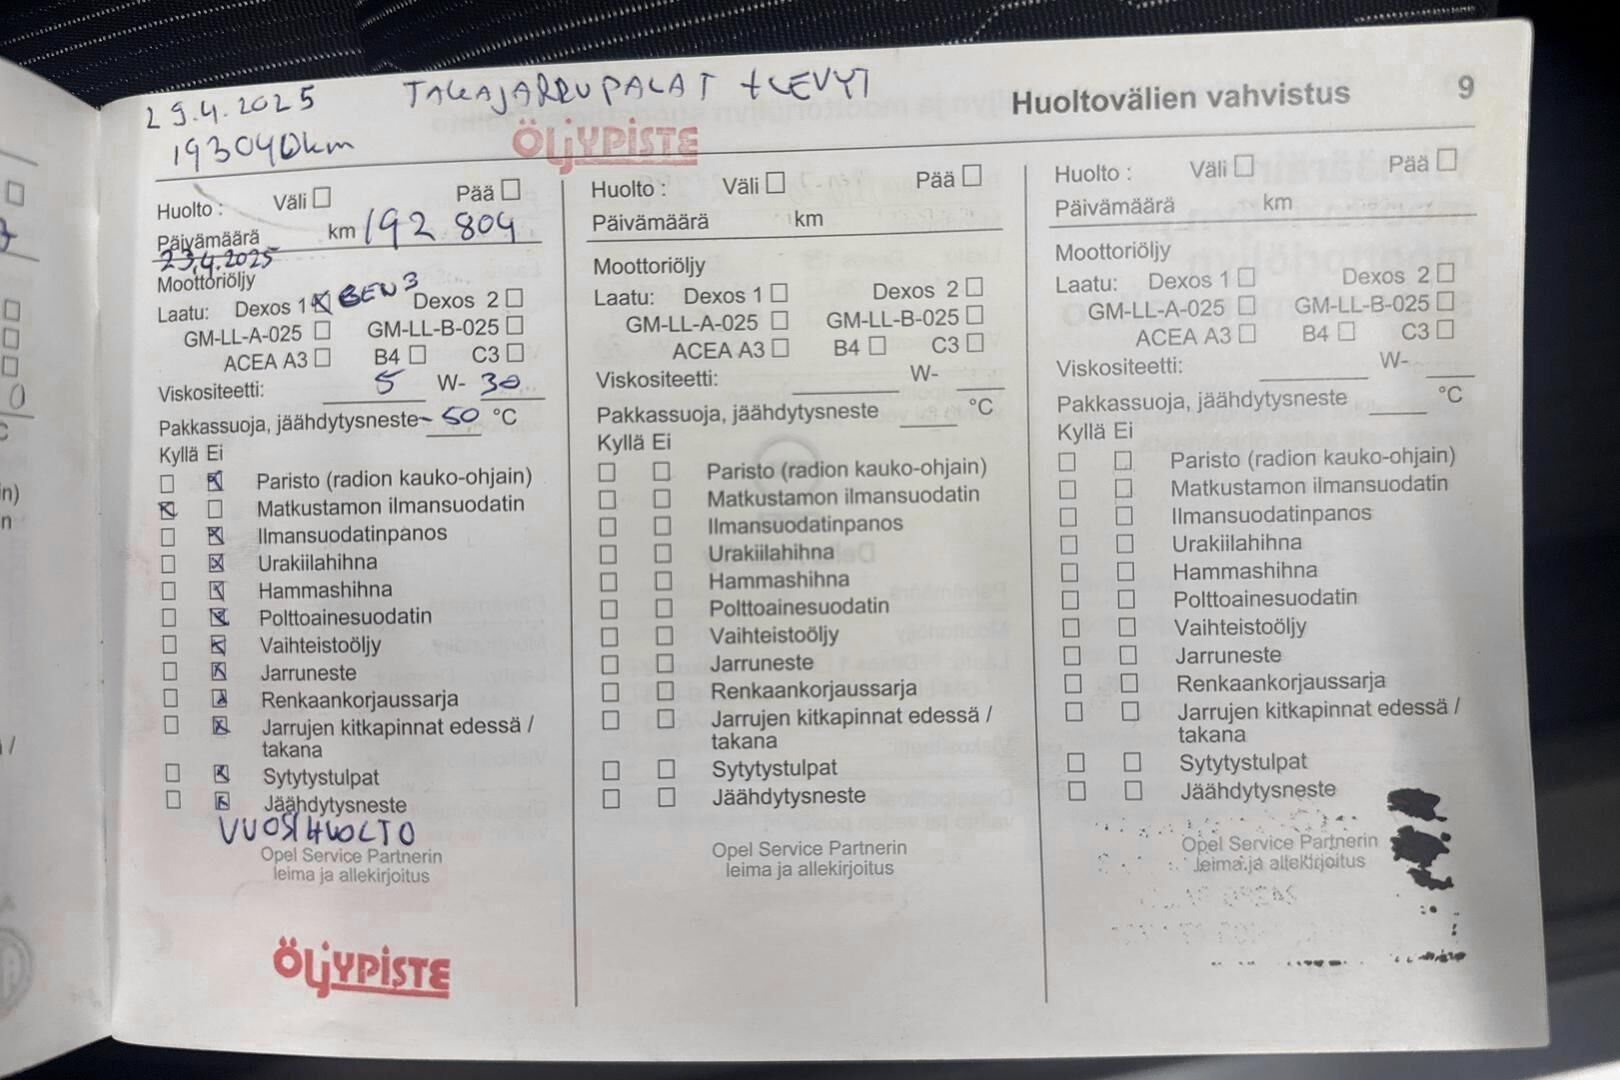 29.4.2025 TAKAJARRUPALAT + LEVYT
193040km
ÖLJYPISTE
Huoltovälien vahvistus 9
Huolto : Väli ☐ Pää ☐
Päivämäärä km 192 804
23.4.2025
Moottoriöljy
Laatu: Dexos 1 ☒ GEN 3 Dexos 2 ☐
GM-LL-A-025 ☐ GM-LL-B-025 ☐
ACEA A3 ☐ B4 ☐ C3 ☐
Viskositeetti: 5 W- 30
Pakkassuoja, jäähdytysneste -50 °C
Kyllä Ei
☐ ☒ Paristo (radion kauko-ohjain)
☒ ☐ Matkustamon ilmansuodatin
☐ ☒ Ilmansuodatinpanos
☐ ☒ Urakiilahihna
☐ ☒ Hammashihna
☐ ☒ Polttoainesuodatin
☐ ☒ Vaihteistoöljy
☐ ☒ Jarruneste
☐ ☒ Renkaankorjaussarja
☐ ☒ Jarrujen kitkapinnat edessä /
takana
☐ ☒ Sytytystulpat
☐ ☒ Jäähdytysneste
VUOSIHUOLTO
Opel Service Partnerin
leima ja allekirjoitus
ÖLJYPISTE
Huolto : Väli ☐ Pää ☐
Päivämäärä km
Moottoriöljy
Laatu: Dexos 1 ☐ Dexos 2 ☐
GM-LL-A-025 ☐ GM-LL-B-025 ☐
ACEA A3 ☐ B4 ☐ C3 ☐
Viskositeetti: W-
Pakkassuoja, jäähdytysneste °C
Kyllä Ei
☐ ☐ Paristo (radion kauko-ohjain)
☐ ☐ Matkustamon ilmansuodatin
☐ ☐ Ilmansuodatinpanos
☐ ☐ Urakiilahihna
☐ ☐ Hammashihna
☐ ☐ Polttoainesuodatin
☐ ☐ Vaihteistoöljy
☐ ☐ Jarruneste
☐ ☐ Renkaankorjaussarja
☐ ☐ Jarrujen kitkapinnat edessä /
takana
☐ ☐ Sytytystulpat
☐ ☐ Jäähdytysneste
Opel Service Partnerin
leima ja allekirjoitus
Huolto : Väli ☐ Pää ☐
Päivämäärä km
Moottoriöljy
Laatu: Dexos 1 ☐ Dexos 2 ☐
GM-LL-A-025 ☐ GM-LL-B-025 ☐
ACEA A3 ☐ B4 ☐ C3 ☐
Viskositeetti: W-
Pakkassuoja, jäähdytysneste °C
Kyllä Ei
☐ ☐ Paristo (radion kauko-ohjain)
☐ ☐ Matkustamon ilmansuodatin
☐ ☐ Ilmansuodatinpanos
☐ ☐ Urakiilahihna
☐ ☐ Hammashihna
☐ ☐ Polttoainesuodatin
☐ ☐ Vaihteistoöljy
☐ ☐ Jarruneste
☐ ☐ Renkaankorjaussarja
☐ ☐ Jarrujen kitkapinnat edessä /
takana
☐ ☐ Sytytystulpat
☐ ☐ Jäähdytysneste
Opel Service Partnerin
leima ja allekirjoitus